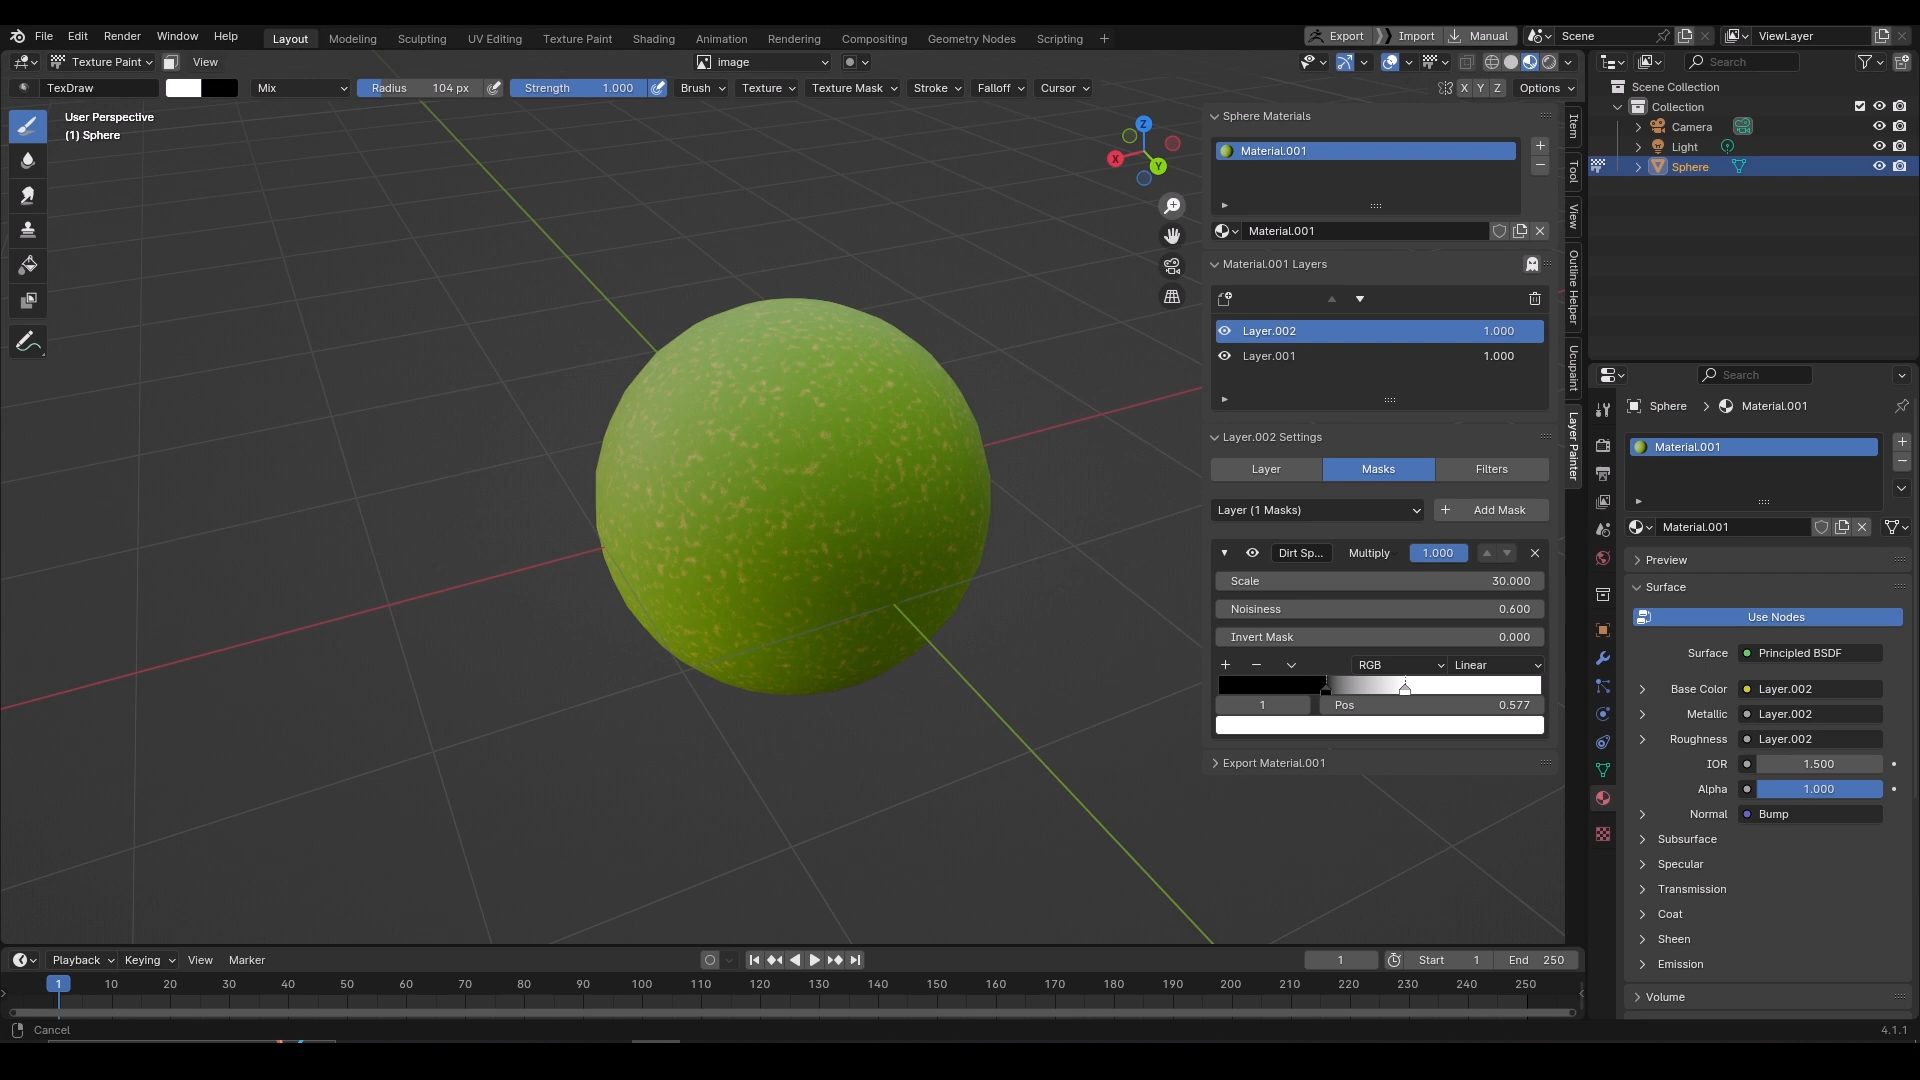 File Edit Render Window Help Layout Modeling Sculpting UV Editing Texture Paint Shading Animation Rendering Compositing Geometry Nodes Scripting + Export Import Manual Scene ViewLayer
Texture Paint View image Search
TexDraw Mix Radius 104 px Strength 1.000 Brush Texture Texture Mask Stroke Falloff Cursor X Y Z Options
User Perspective
(1) Sphere
Z
X
Y
Sphere Materials
Material.001
Material.001
Material.001 Layers
Layer.002 1.000
Layer.001 1.000
Layer.002 Settings
Layer Masks Filters
Layer (1 Masks) Add Mask
Dirt Sp... Multiply 1.000
Scale 30.000
Noisiness 0.600
Invert Mask 0.000
RGB Linear
1 Pos 0.577
Export Material.001
Item
Tool
View
Outline Helper
Ucupaint
Layer Painter
Scene Collection
Collection
Camera
Light
Sphere
Search
Sphere Material.001
Material.001
Material.001
Preview
Surface
Use Nodes
Surface Principled BSDF
Base Color Layer.002
Metallic Layer.002
Roughness Layer.002
IOR 1.500
Alpha 1.000
Normal Bump
Subsurface
Specular
Transmission
Coat
Sheen
Emission
Volume
Playback Keying View Marker 1 Start 1 End 250
1 10 20 30 40 50 60 70 80 90 100 110 120 130 140 150 160 170 180 190 200 210 220 230 240 250
Cancel 4.1.1